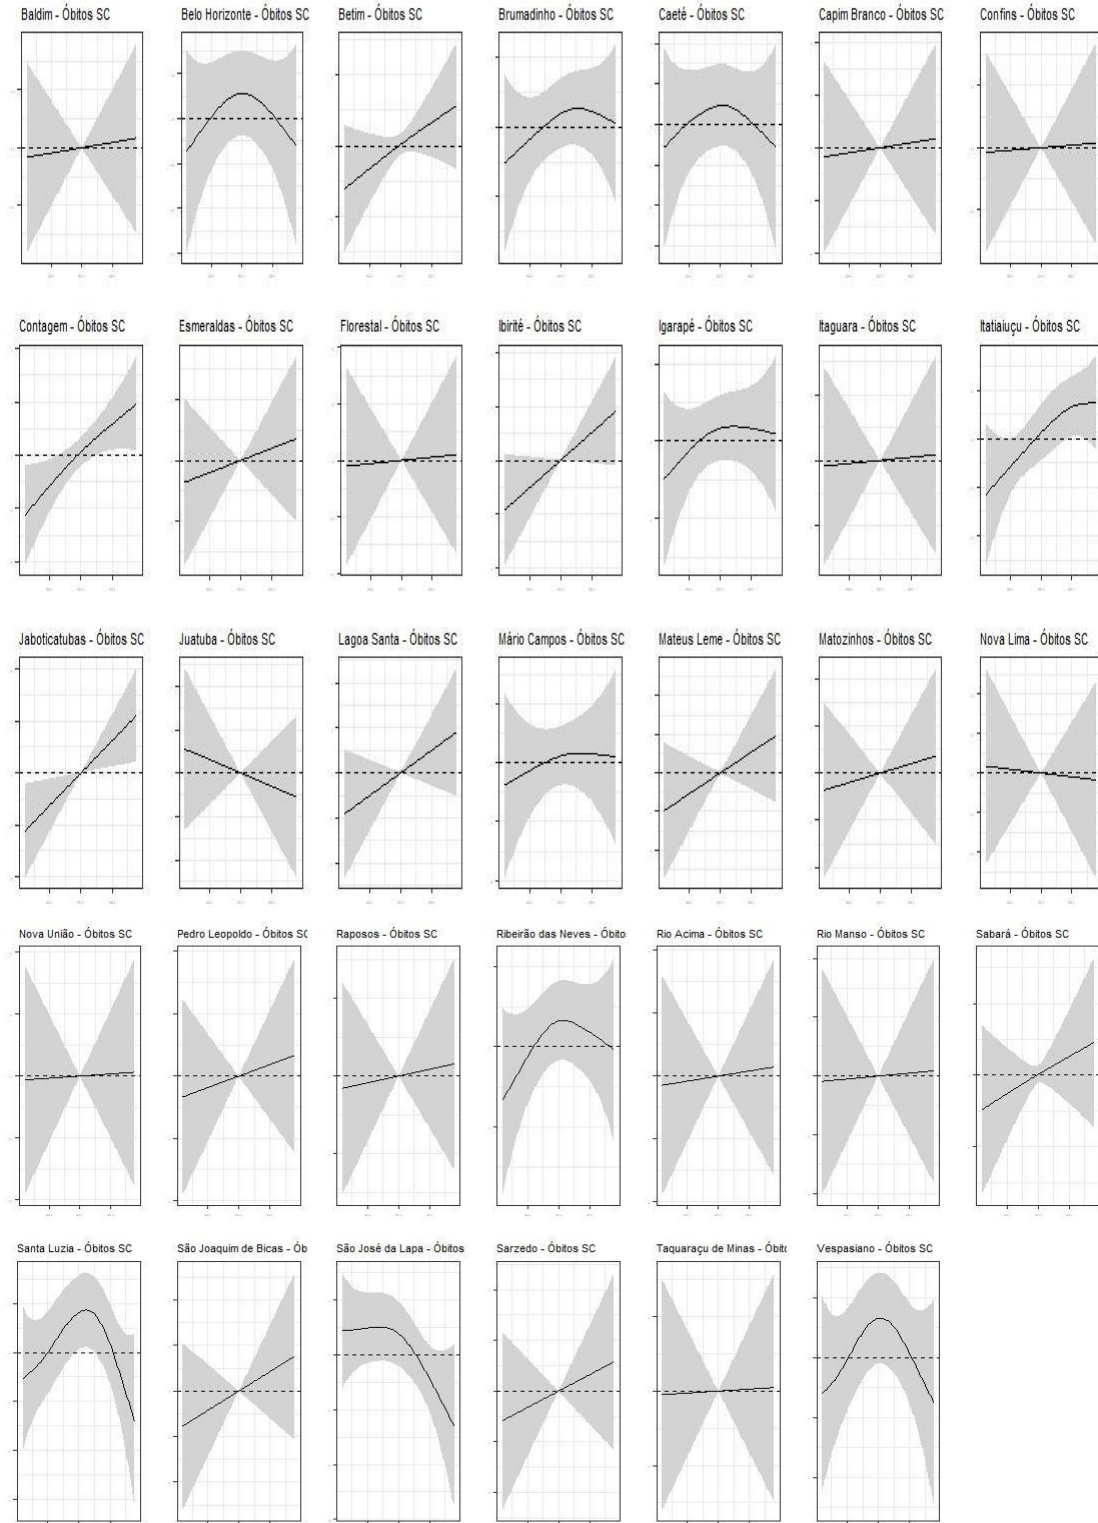 Baldim - Óbitos SC
Belo Horizonte - Óbitos SC
Betim - Óbitos SC
Brumadinho - Óbitos SC
Caeté - Óbitos SC
Capim Branco - Óbitos SC
Confins - Óbitos SC
Contagem - Óbitos SC
Esmeraldas - Óbitos SC
Florestal - Óbitos SC
Ibirité - Óbitos SC
Igarapé - Óbitos SC
Itaguara - Óbitos SC
Itatiaiuçu - Óbitos SC
Jaboticatubas - Óbitos SC
Juatuba - Óbitos SC
Lagoa Santa - Óbitos SC
Mário Campos - Óbitos SC
Mateus Leme - Óbitos SC
Matozinhos - Óbitos SC
Nova Lima - Óbitos SC
Nova União - Óbitos SC
Pedro Leopoldo - Óbitos SC
Raposos - Óbitos SC
Ribeirão das Neves - Óbito
Rio Acima - Óbitos SC
Rio Manso - Óbitos SC
Sabará - Óbitos SC
Santa Luzia - Óbitos SC
São Joaquim de Bicas - Ób
São José da Lapa - Óbitos
Sarzedo - Óbitos SC
Taquaraçu de Minas - Óbito
Vespasiano - Óbitos SC